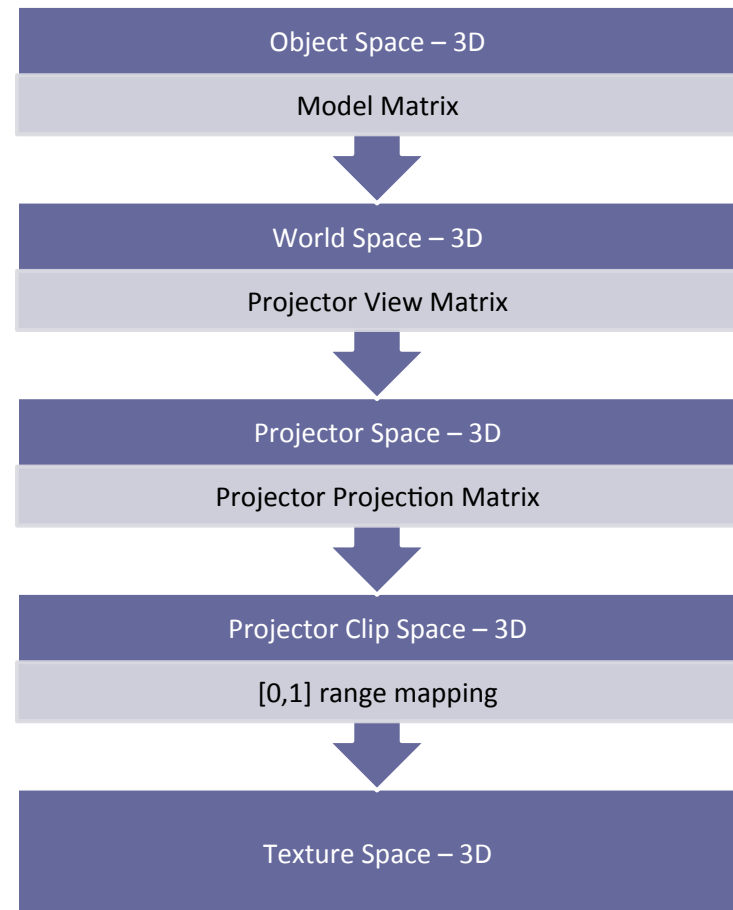 Object Space – 3D
Model Matrix
World Space – 3D
Projector View Matrix
Projector Space – 3D
Projector Projection Matrix
Projector Clip Space – 3D
[0,1] range mapping
Texture Space – 3D